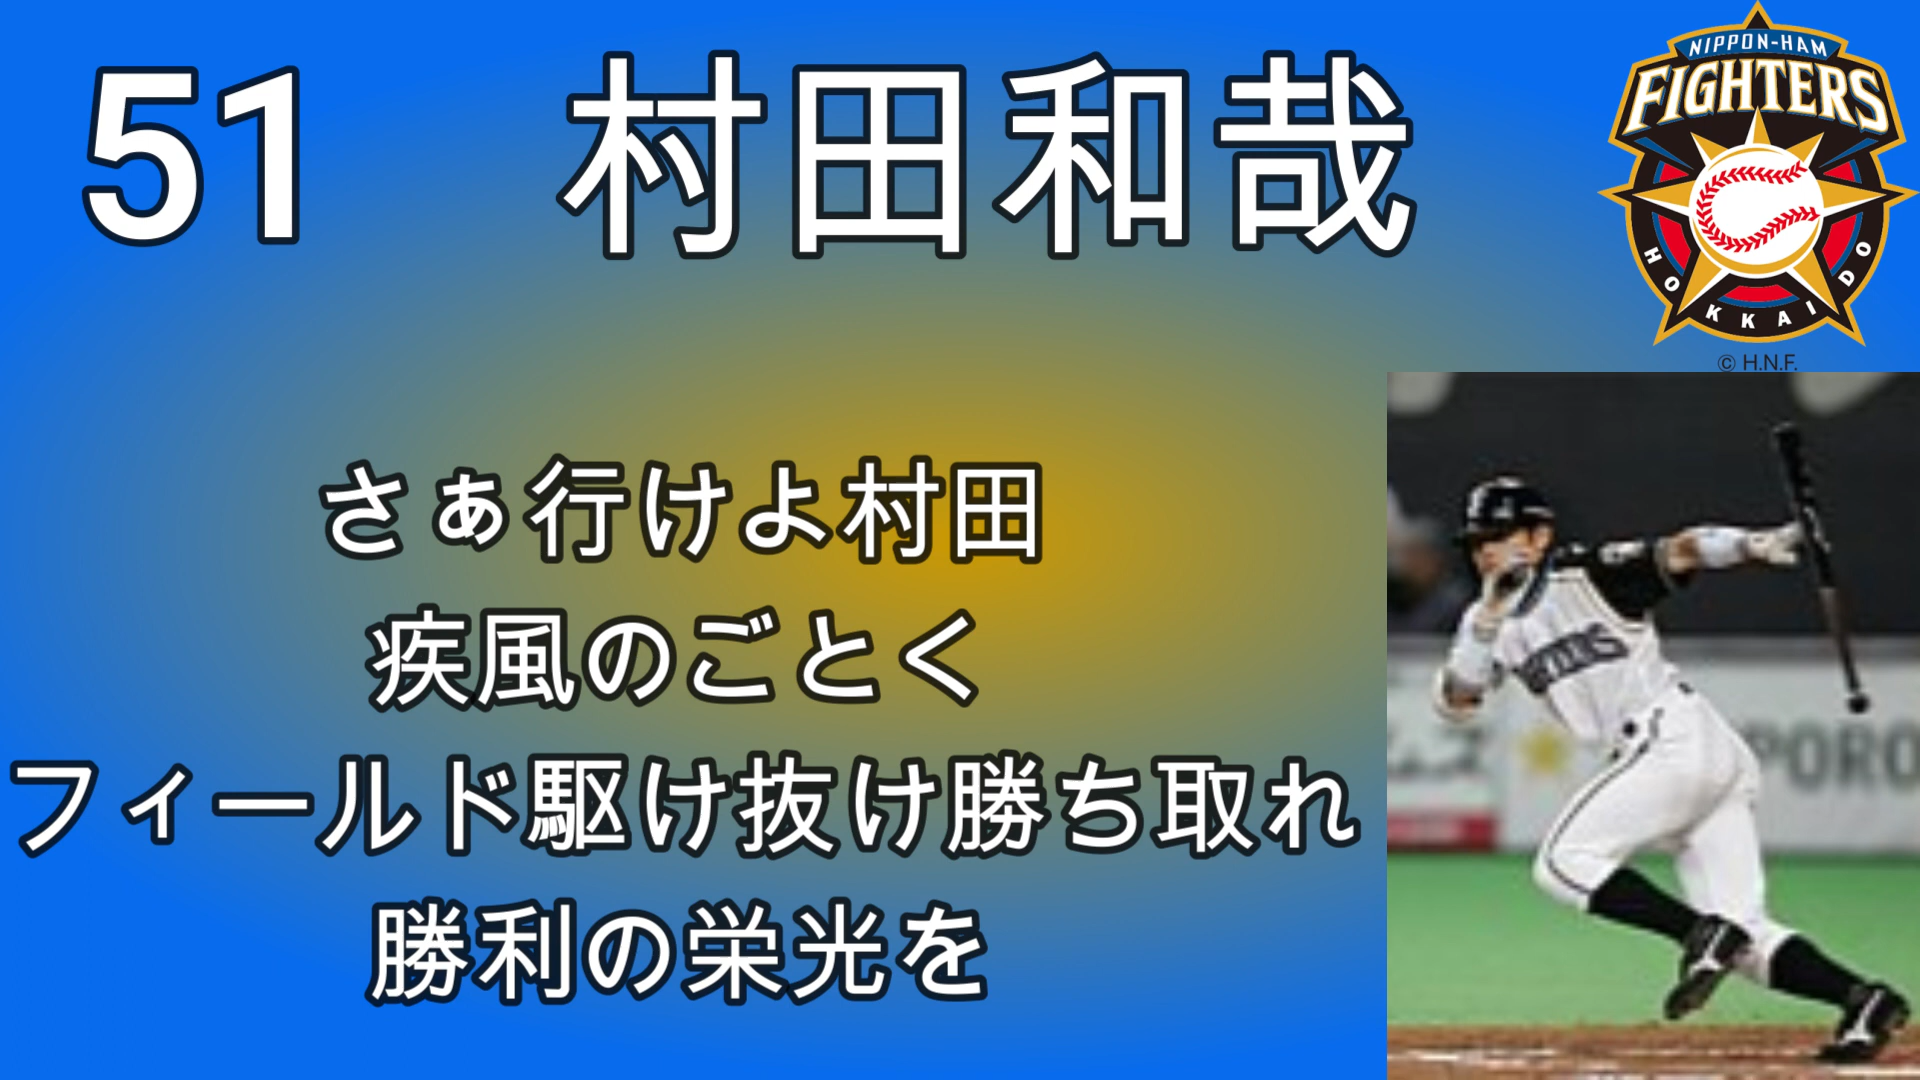 51 村田和哉
NIPPON-HAM
FIGHTERS
HOKKAIDO
© H.N.F.
さぁ行けよ村田
疾風のごとく
フィールド駆け抜け勝ち取れ
勝利の栄光を